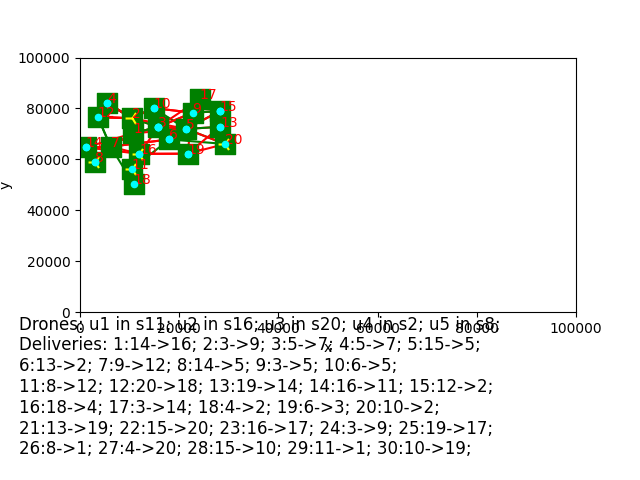 100000
80000
60000
40000
20000
0
y
0 20000 40000 60000 80000 100000
x
Drones: u1 in s11; u2 in s16; u3 in s20; u4 in s2; u5 in s8;
Deliveries: 1:14->16; 2:3->9; 3:5->7; 4:5->7; 5:15->5;
6:13->2; 7:9->12; 8:14->5; 9:3->5; 10:6->5;
11:8->12; 12:20->18; 13:19->14; 14:16->11; 15:12->2;
16:18->4; 17:3->14; 18:4->2; 19:6->3; 20:10->2;
21:13->19; 22:15->20; 23:16->17; 24:3->9; 25:19->17;
26:8->1; 27:4->20; 28:15->10; 29:11->1; 30:10->19;